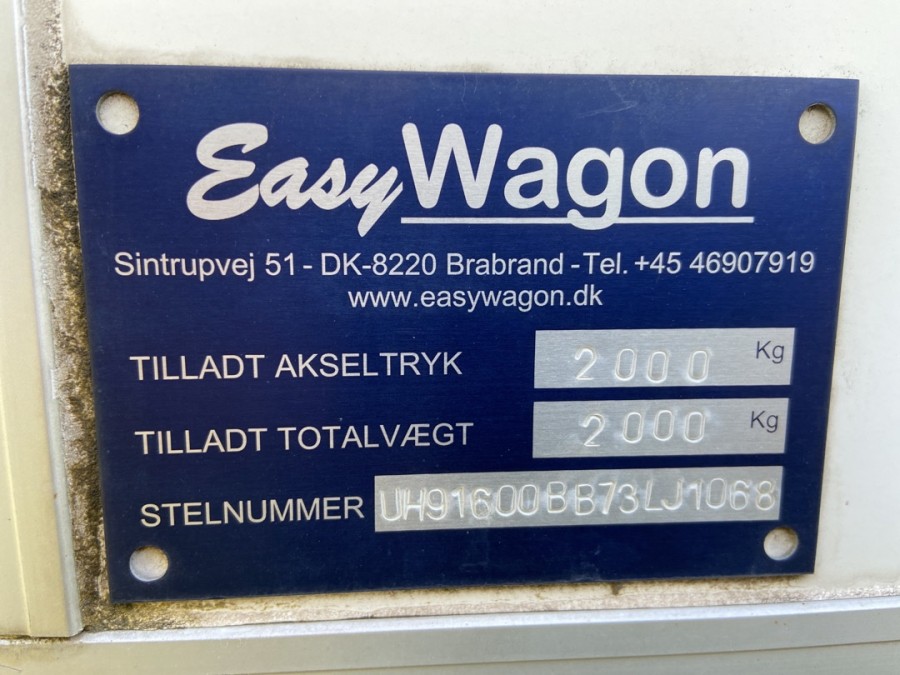 EasyWagon
Sintrupvej 51 - DK-8220 Brabrand - Tel. +45 46907919
www.easywagon.dk
TILLADT AKSELTRYK 2000 Kg
TILLADT TOTALVÆGT 2000 Kg
STELNUMMER UH91600BB73LJ1068